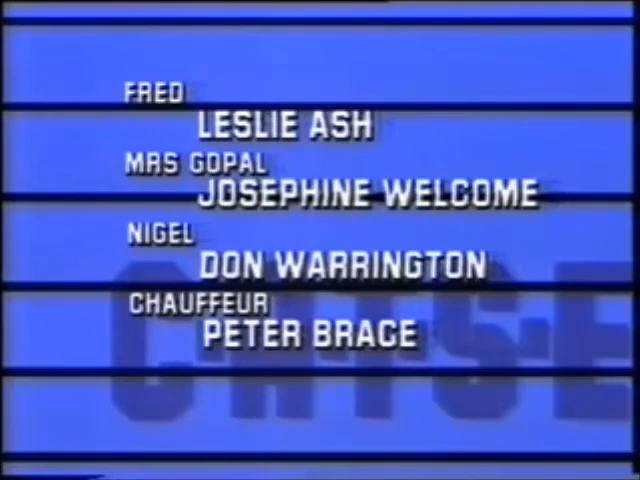 FRED
LESLIE ASH
MRS GOPAL
JOSEPHINE WELCOME
NIGEL
DON WARRINGTON
CHAUFFEUR
PETER BRACE
C·A·T·S·E